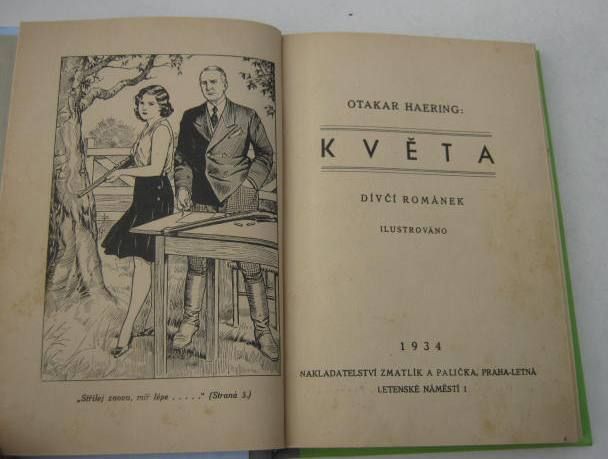 „Střílej znovu, miř lépe . . . . .“ (Strana 5.)
OTAKAR HAERING:
KVĚTA
DÍVČÍ ROMÁNEK
ILUSTROVÁNO
1934
NAKLADATELSTVÍ ZMATLÍK A PALIČKA, PRAHA-LETNÁ
LETENSKÉ NÁMĚSTÍ 1